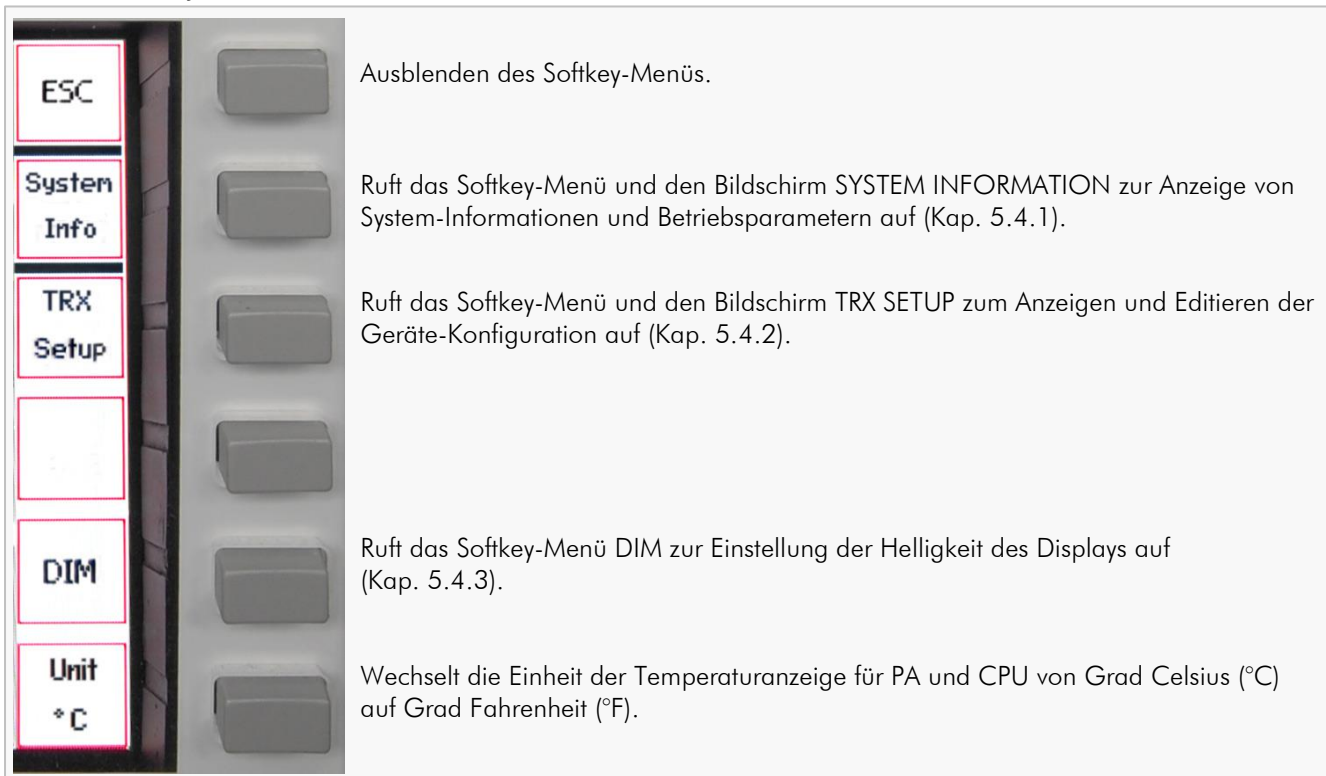 ESC
Ausblenden des Softkey-Menüs.
System
Info
Ruft das Softkey-Menü und den Bildschirm SYSTEM INFORMATION zur Anzeige von
System-Informationen und Betriebsparametern auf (Kap. 5.4.1).
TRX
Setup
Ruft das Softkey-Menü und den Bildschirm TRX SETUP zum Anzeigen und Editieren der
Geräte-Konfiguration auf (Kap. 5.4.2).
DIM
Ruft das Softkey-Menü DIM zur Einstellung der Helligkeit des Displays auf
(Kap. 5.4.3).
Unit
°C
Wechselt die Einheit der Temperaturanzeige für PA und CPU von Grad Celsius (°C)
auf Grad Fahrenheit (°F).